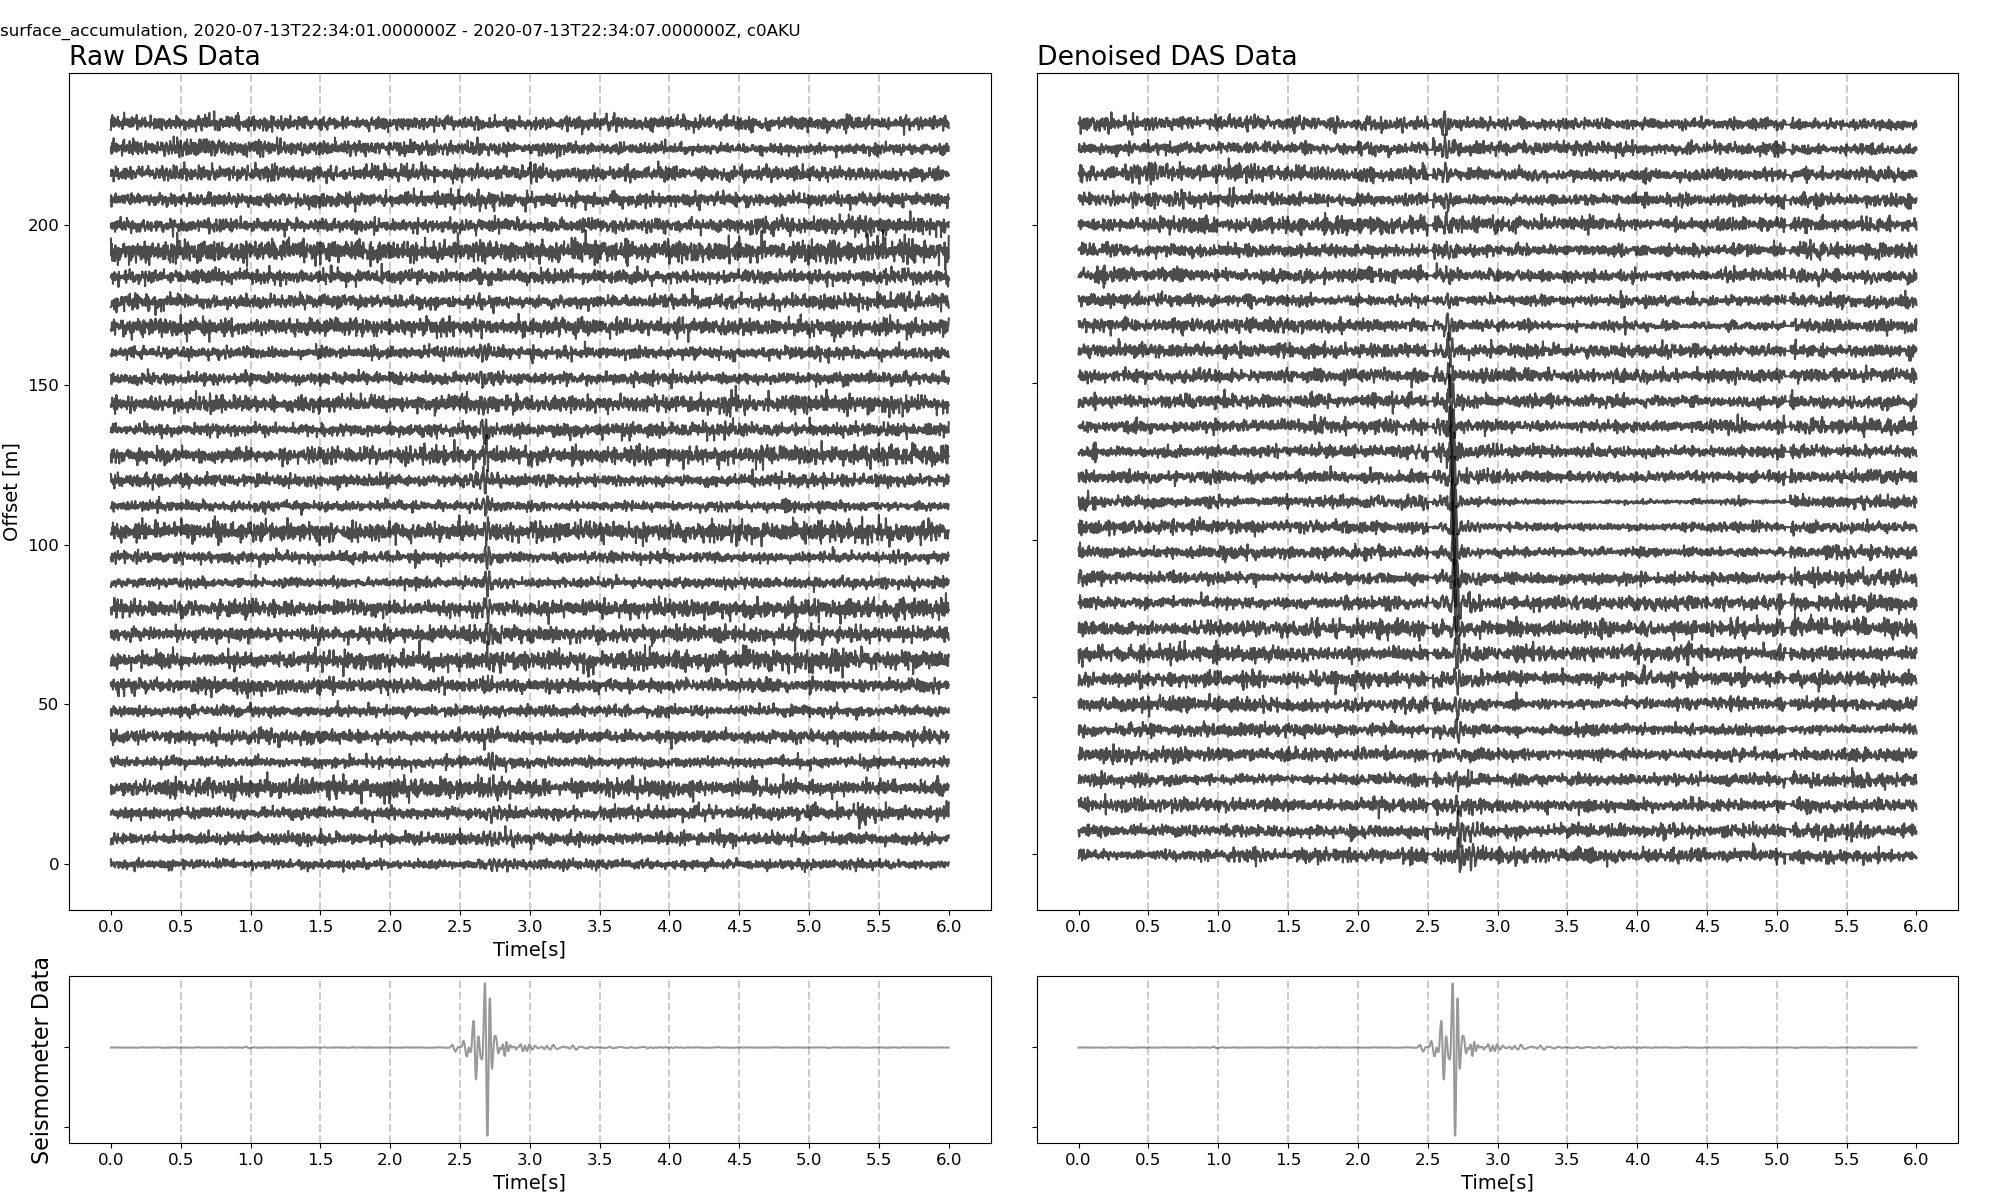 surface_accumulation, 2020-07-13T22:34:01.000000Z - 2020-07-13T22:34:07.000000Z, c0AKU
Raw DAS Data
Denoised DAS Data
Offset [m]
200
150
100
50
0
0.0 0.5 1.0 1.5 2.0 2.5 3.0 3.5 4.0 4.5 5.0 5.5 6.0
Time[s]
0.0 0.5 1.0 1.5 2.0 2.5 3.0 3.5 4.0 4.5 5.0 5.5 6.0
Seismometer Data
0.0 0.5 1.0 1.5 2.0 2.5 3.0 3.5 4.0 4.5 5.0 5.5 6.0
Time[s]
0.0 0.5 1.0 1.5 2.0 2.5 3.0 3.5 4.0 4.5 5.0 5.5 6.0
Time[s]